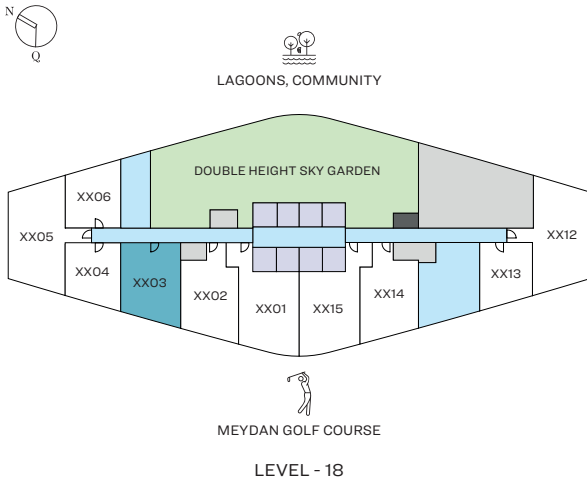 N
Q
LAGOONS, COMMUNITY
DOUBLE HEIGHT SKY GARDEN
XX06
XX05
XX12
XX04
XX03
XX13
XX02
XX14
XX01
XX15
MEYDAN GOLF COURSE
LEVEL - 18